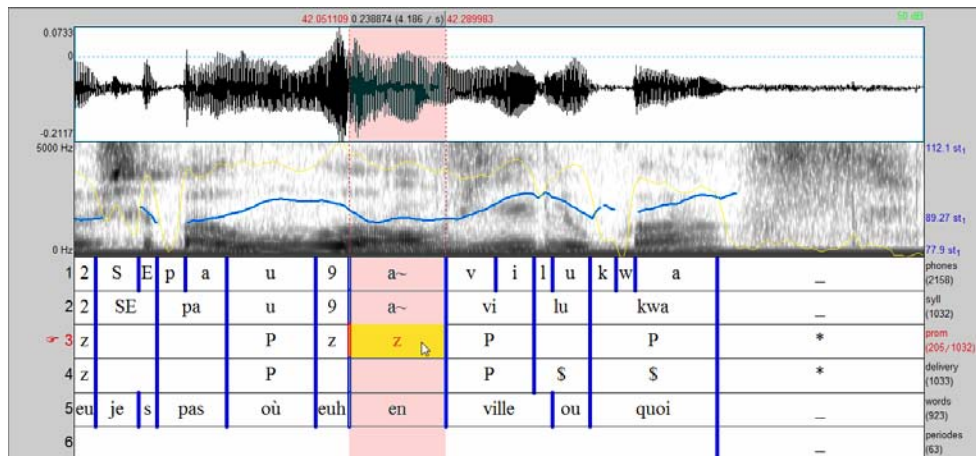 42.051109 0.238874 (4.186 / s) 42.289983 50 dB
0.0733
0
-0.2117
5000 Hz 112.1 st1
89.27 st1
0 Hz 77.9 st1
1 2 S E p a u 9 a~ v i l u k w a _ phones (2158)
2 2 SE pa u 9 a~ vi lu kwa _ syll (1032)
3 z P z z P P * prom (205/1032)
4 z P P $ $ * delivery (1033)
5 eu je s pas où euh en ville ou quoi _ words (923)
6 _ periodes (63)